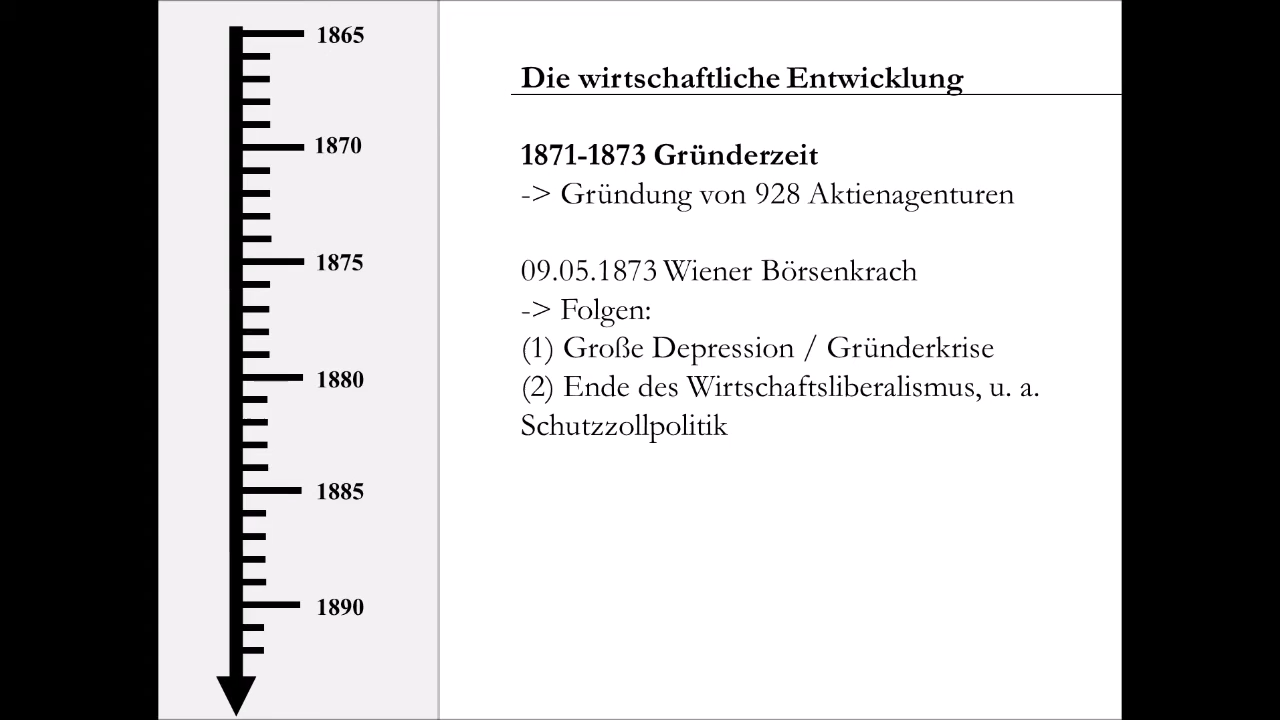 1865
1870
1875
1880
1885
1890
Die wirtschaftliche Entwicklung
1871-1873 Gründerzeit
-> Gründung von 928 Aktienagenturen
09.05.1873 Wiener Börsenkrach
-> Folgen:
(1) Große Depression / Gründerkrise
(2) Ende des Wirtschaftsliberalismus, u. a.
Schutzzollpolitik